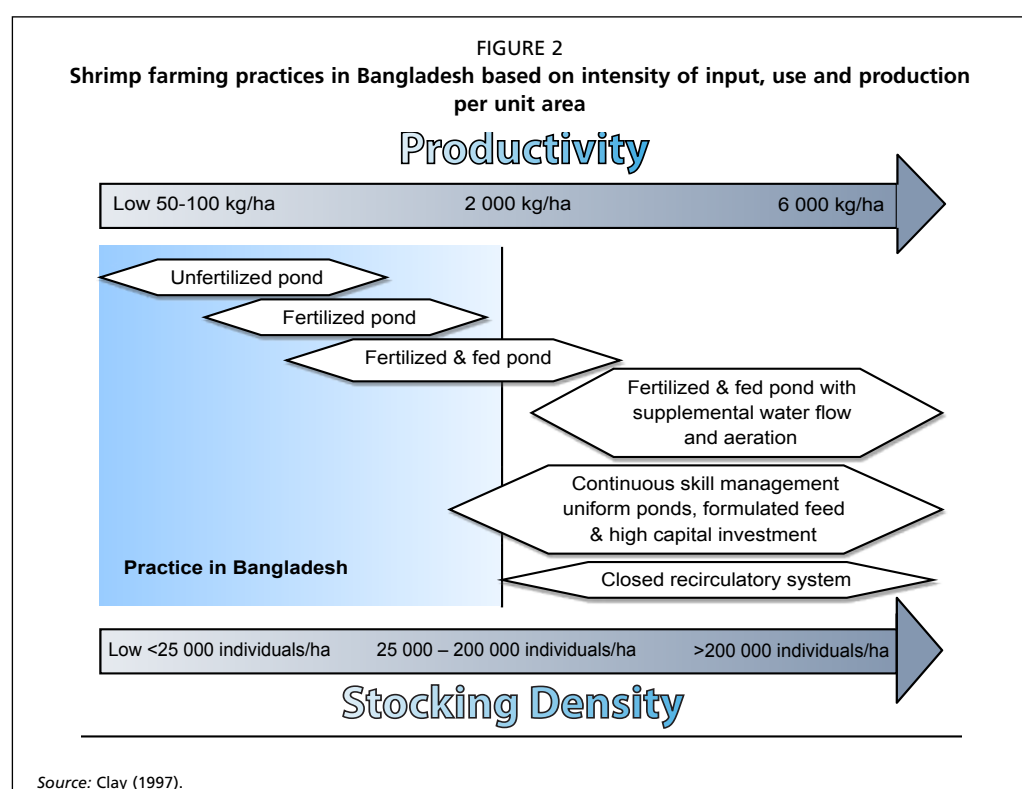 FIGURE 2
Shrimp farming practices in Bangladesh based on intensity of input, use and production
per unit area
Productivity
Low 50-100 kg/ha 2 000 kg/ha 6 000 kg/ha
Unfertilized pond
Fertilized pond
Fertilized & fed pond
Fertilized & fed pond with
supplemental water flow
and aeration
Continuous skill management
uniform ponds, formulated feed
& high capital investment
Practice in Bangladesh
Closed recirculatory system
Low <25 000 individuals/ha 25 000 – 200 000 individuals/ha >200 000 individuals/ha
Stocking Density
Source: Clay (1997).